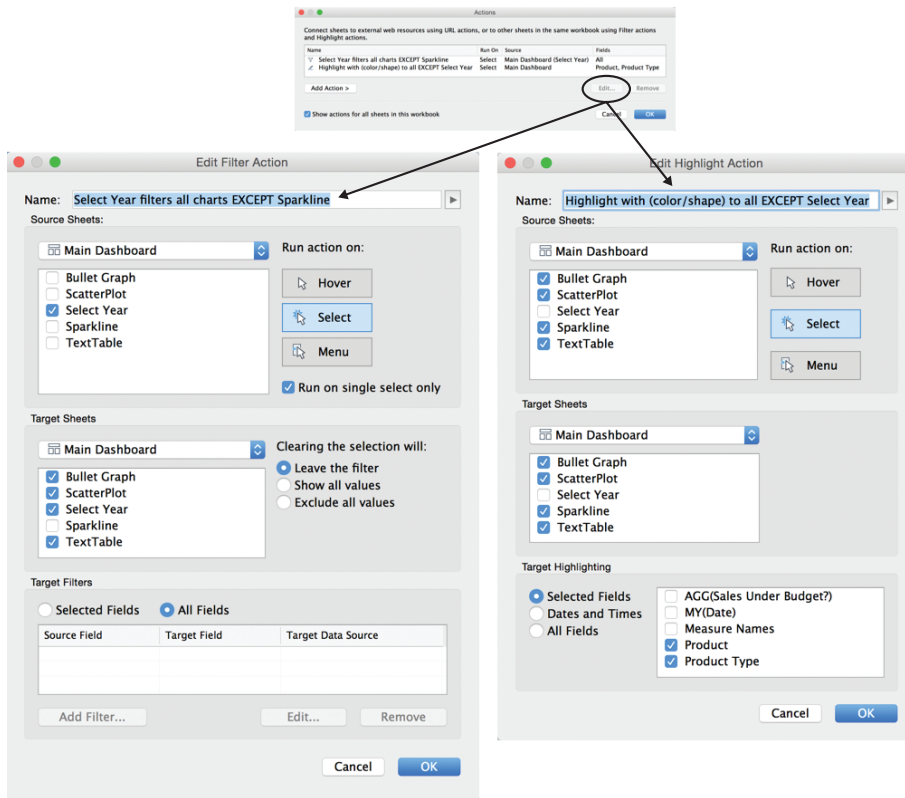 Actions
Connect sheets to external web resources using URL actions, or to other sheets in the same workbook using Filter actions
and Highlight actions.
Name Run On Source Fields
Select Year filters all charts EXCEPT Sparkline Select Main Dashboard (Select Year) All
Highlight with (color/shape) to all EXCEPT Select Year Select Main Dashboard Product, Product Type
Add Action > Edit... Remove
Show actions for all sheets in this workbook Cancel OK
Edit Filter Action
Name: Select Year filters all charts EXCEPT Sparkline
Source Sheets:
Main Dashboard Run action on:
Bullet Graph
ScatterPlot
Select Year
Sparkline
TextTable
Hover
Select
Menu
Run on single select only
Target Sheets
Main Dashboard
Bullet Graph
ScatterPlot
Select Year
Sparkline
TextTable
Clearing the selection will:
Leave the filter
Show all values
Exclude all values
Target Filters
Selected Fields All Fields
Source Field Target Field Target Data Source
Add Filter... Edit... Remove
Cancel OK
Edit Highlight Action
Name: Highlight with (color/shape) to all EXCEPT Select Year
Source Sheets:
Main Dashboard Run action on:
Bullet Graph
ScatterPlot
Select Year
Sparkline
TextTable
Hover
Select
Menu
Target Sheets
Main Dashboard
Bullet Graph
ScatterPlot
Select Year
Sparkline
TextTable
Target Highlighting
Selected Fields
Dates and Times
All Fields
AGG(Sales Under Budget?)
MY(Date)
Measure Names
Product
Product Type
Cancel OK